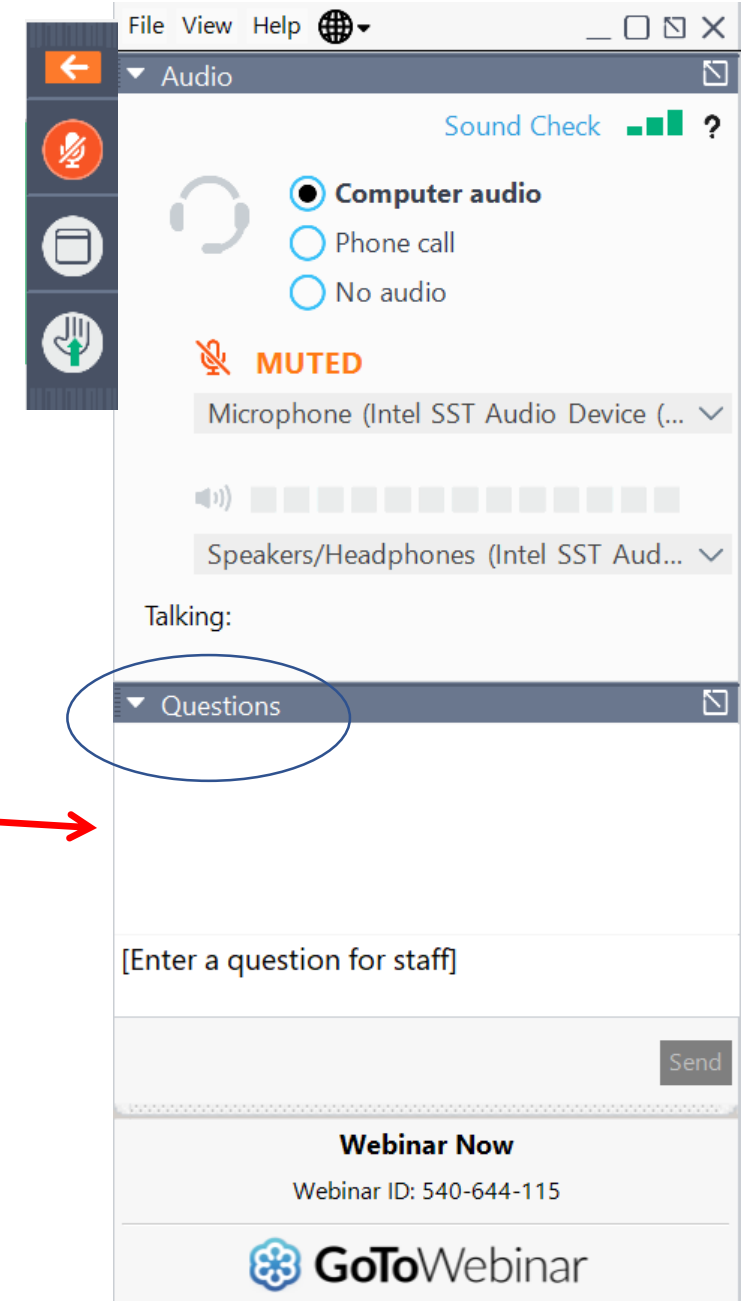 File View Help
Audio
Sound Check ?
Computer audio
Phone call
No audio
MUTED
Microphone (Intel SST Audio Device (...
Speakers/Headphones (Intel SST Aud...
Talking:
Questions
[Enter a question for staff]
Send
Webinar Now
Webinar ID: 540-644-115
GoToWebinar